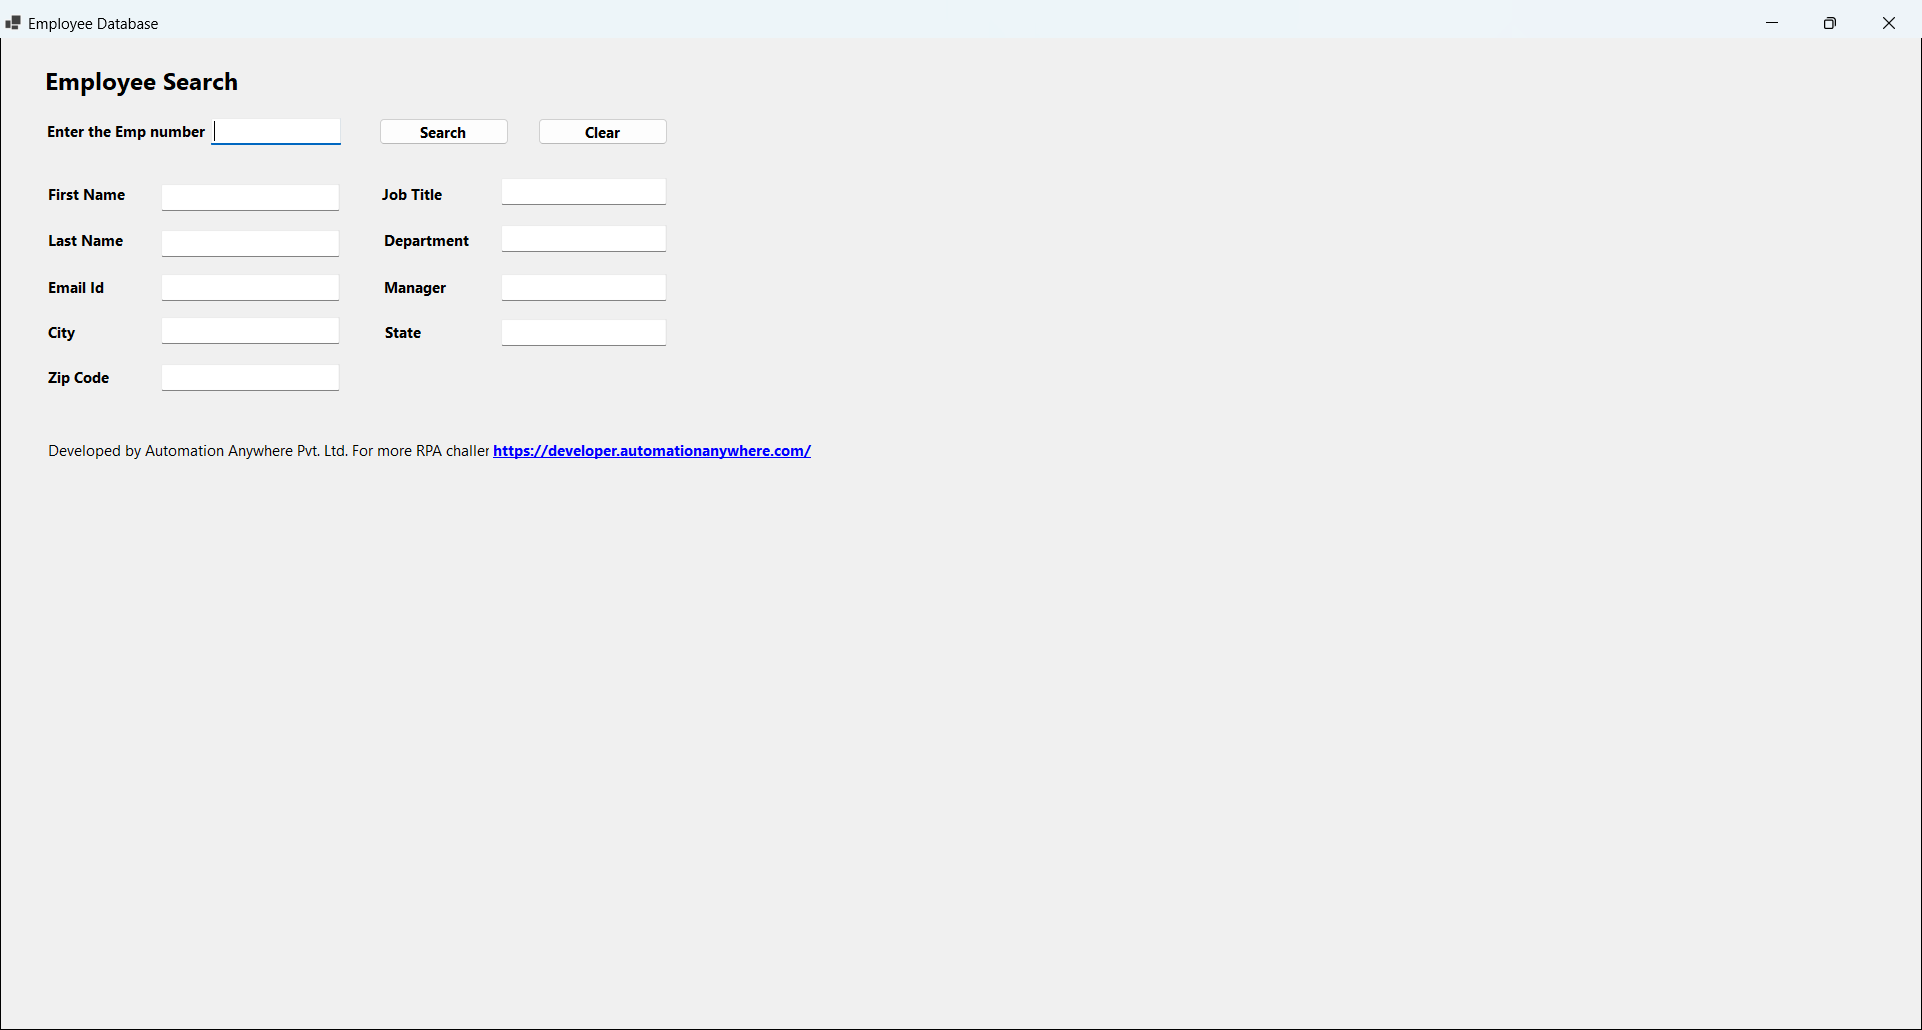 Employee Database
Employee Search
Enter the Emp number
Search
Clear
First Name
Job Title
Last Name
Department
Email Id
Manager
City
State
Zip Code
Developed by Automation Anywhere Pvt. Ltd. For more RPA challer https://developer.automationanywhere.com/